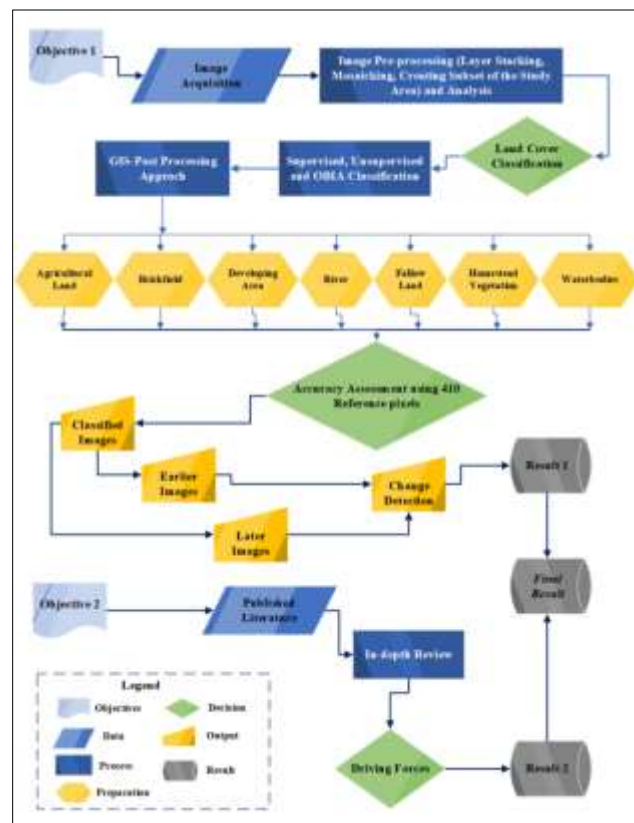 Objective 1
Image
Acquisition
Image Pre-processing (Layer Stacking,
Mosaicking, Creating Subset of the Study
Area) and Analysis
Land Cover
Classification
Supervised, Unsupervised
and OBIA Classification
GIS-Post Processing
Approch
Agricultural
Land
Brickfield
Developing
Area
River
Fallow
Land
Homestead
Vegetation
Waterbodies
Accuracy Assessment using 410
Reference pixels
Classified
Images
Earlier
Images
Later
Images
Change
Detection
Result 1
Final
Result
Objective 2
Published
Literature
In-depth Review
Driving Forces
Result 2
Legend
Objectives
Decision
Data
Output
Process
Result
Preparation